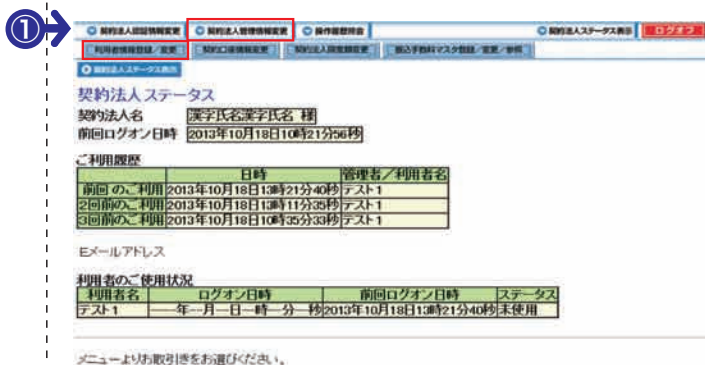 ①
契約法人認証情報変更 契約法人管理情報変更 操作履歴照会 契約法人ステータス表示 ログオフ
利用者情報登録/変更 契約口座情報変更 契約法人限度額変更 振込手数料マスタ登録/変更/参照
契約法人ステータス表示
契約法人ステータス
契約法人名 漢字氏名漢字氏名 様
前回ログオン日時 2013年10月18日10時21分56秒
ご利用履歴
日時 管理者/利用者名
前回 のご利用 2013年10月18日13時21分40秒 テスト1
2回前のご利用 2013年10月18日13時11分35秒 テスト1
3回前のご利用 2013年10月18日10時35分33秒 テスト1
Eメールアドレス
利用者のご使用状況
利用者名 ログオン日時 前回ログオン日時 ステータス
テスト1 ----年--月--日--時--分--秒 2013年10月18日13時21分40秒 未使用
メニューよりお取引きをお選びください。